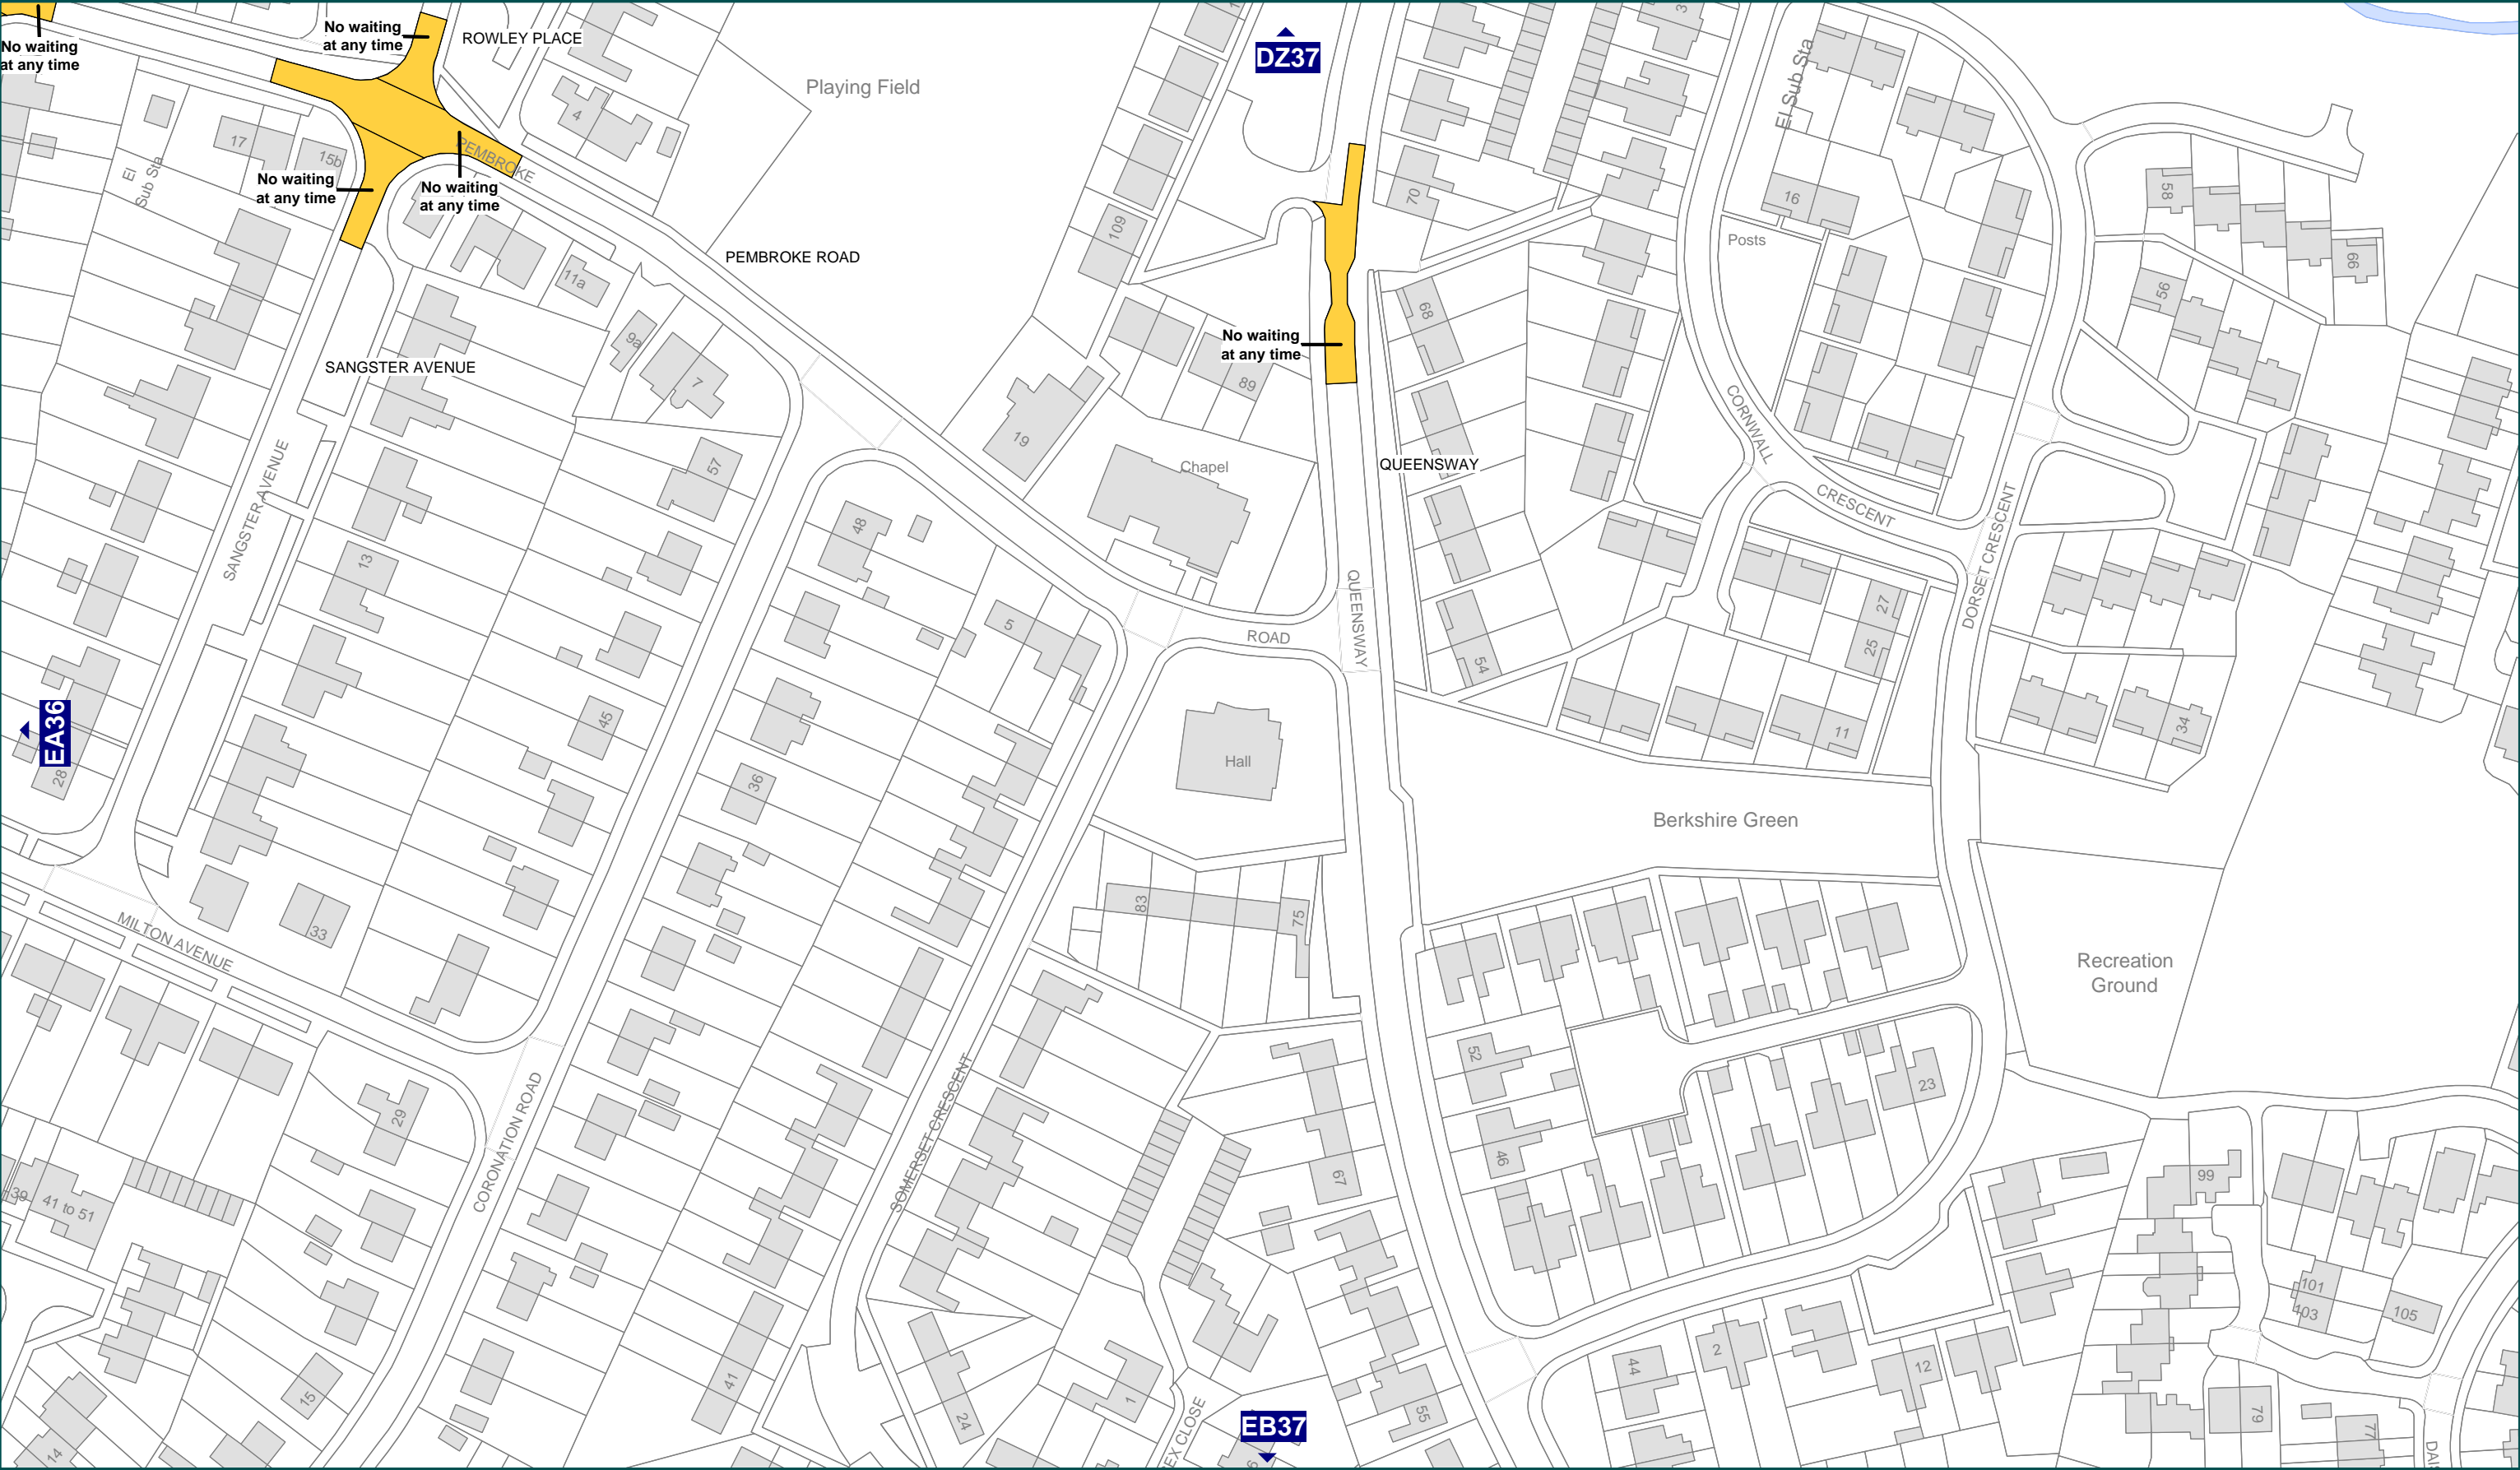 No waiting
at any time
No waiting
at any time
ROWLEY PLACE
DZ37
Playing Field
El Sub Sta
4
17
15b
El
Sub Sta
PEMBROKE
No waiting
at any time
No waiting
at any time
16
58
70
109
Posts
66
PEMBROKE ROAD
11a
56
68
9a
No waiting
at any time
SANGSTER AVENUE
7
89
CORNWALL
19
57
Chapel
QUEENSWAY
SANGSTER AVENUE
48
CRESCENT
DORSET CRESCENT
13
27
QUEENSWAY
5
ROAD
25
54
45
34
EA36
11
28
Hall
36
Berkshire Green
83
75
MILTON AVENUE
33
Recreation
Ground
52
23
29
CORONATION ROAD
SOMERSET CRESCENT
46
67
99
39
41 to 51
101
103
105
2
44
12
41
15
1
24
55
79
77
EB37
14
EX CLOSE